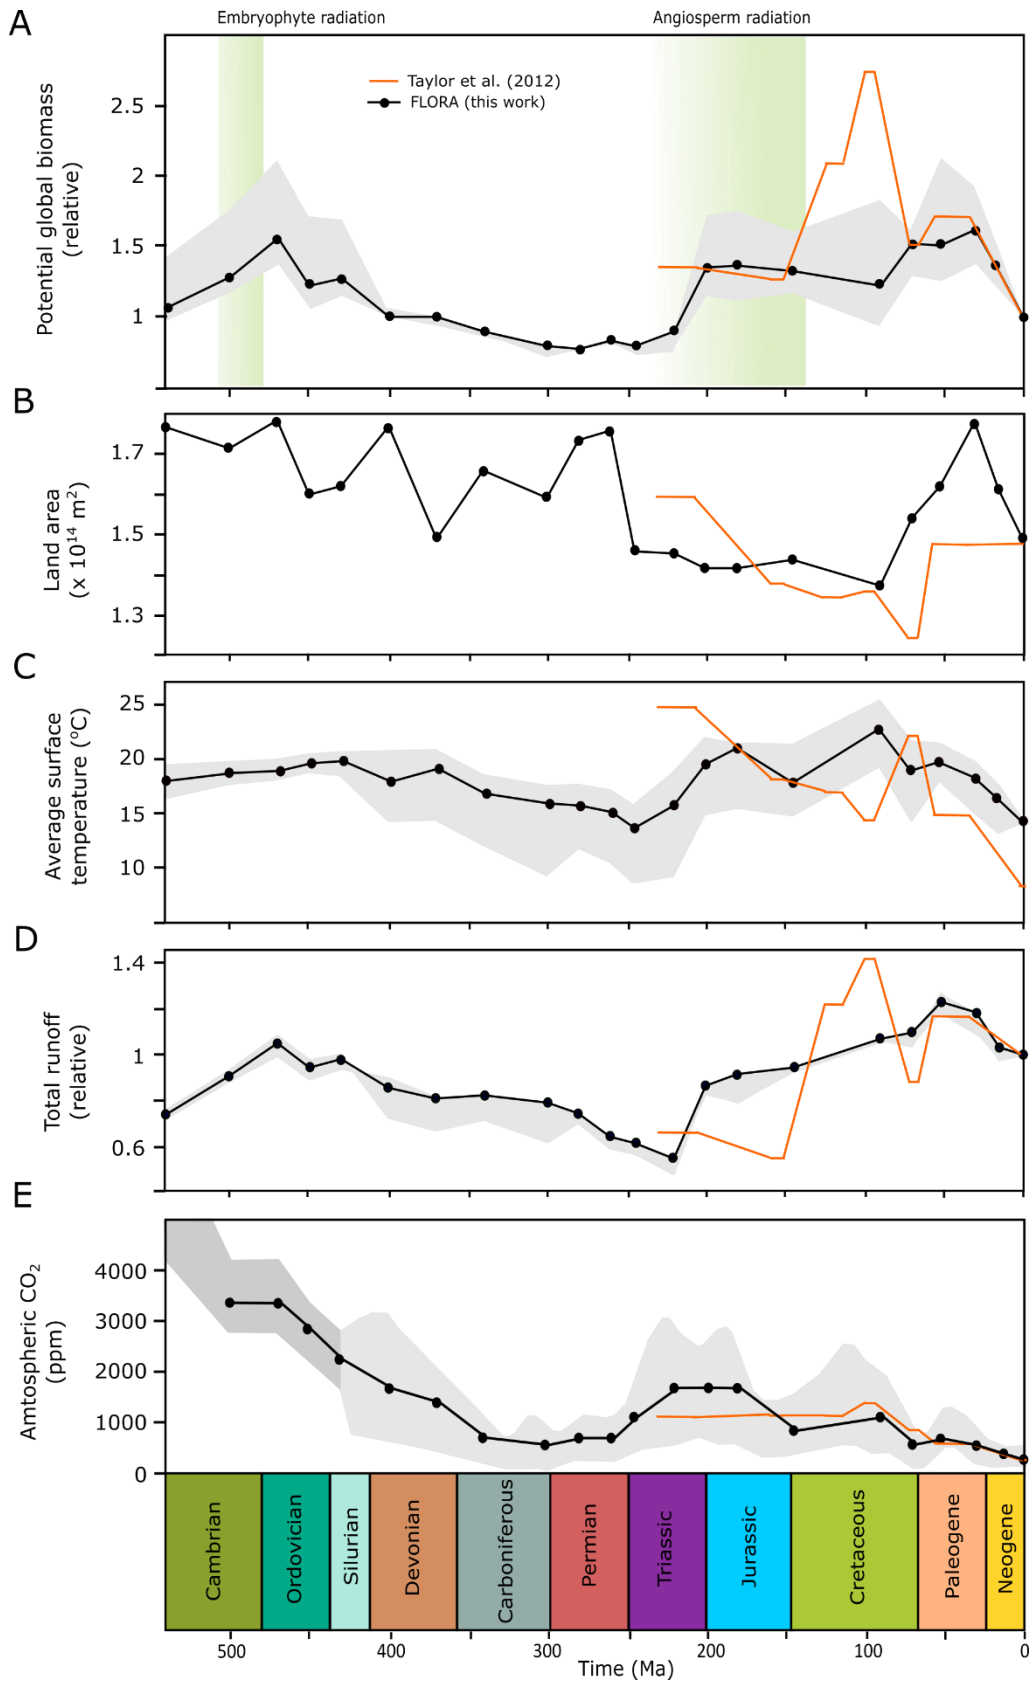 A
Embryophyte radiation
Angiosperm radiation
Taylor et al. (2012)
FLORA (this work)
Potential global biomass
(relative)
2.5
2
1.5
1
B
Land area
(x 10¹⁴ m²)
1.7
1.5
1.3
C
Average surface
temperature (°C)
25
20
15
10
D
Total runoff
(relative)
1.4
1
0.6
E
Amtospheric CO₂
(ppm)
4000
3000
2000
1000
0
Cambrian
Ordovician
Silurian
Devonian
Carboniferous
Permian
Triassic
Jurassic
Cretaceous
Paleogene
Neogene
500 400 300 200 100 0
Time (Ma)